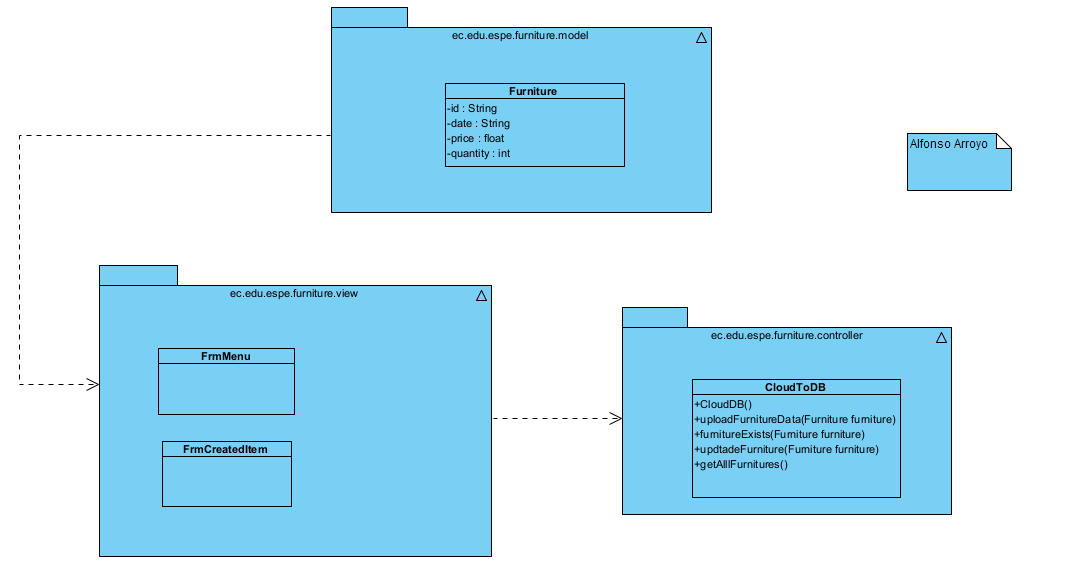 ec.edu.espe.furniture.model
Furniture
-id : String
-date : String
-price : float
-quantity : int
Alfonso Arroyo
ec.edu.espe.furniture.view
FrmMenu
FrmCreatedItem
ec.edu.espe.furniture.controller
CloudToDB
+CloudDB()
+uploadFurnitureData(Furniture furniture)
+furnitureExists(Furniture furniture)
+updtadeFurniture(Furniture furniture)
+getAlllFurnitures()